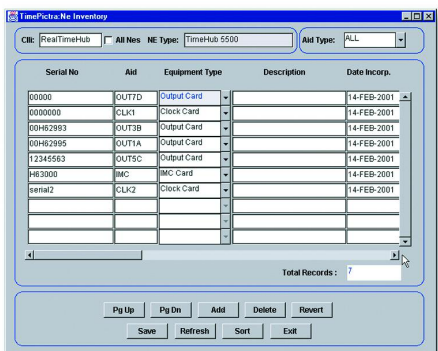 TimePictra:Ne Inventory
Clli: RealTimeHub All Nes NE Type: TimeHub 5500 Aid Type: ALL
Serial No Aid Equipment Type Description Date Incorp.
00000 OUT7D Output Card 14-FEB-2001
0000000 CLK1 Clock Card 14-FEB-2001
00H62993 OUT3B Output Card 14-FEB-2001
00H62995 OUT1A Output Card 14-FEB-2001
12345563 OUT5C Output Card 14-FEB-2001
H63000 IMC IMC Card 14-FEB-2001
serial2 CLK2 Clock Card 14-FEB-2001
Total Records : 7
Pg Up Pg Dn Add Delete Revert
Save Refresh Sort Exit